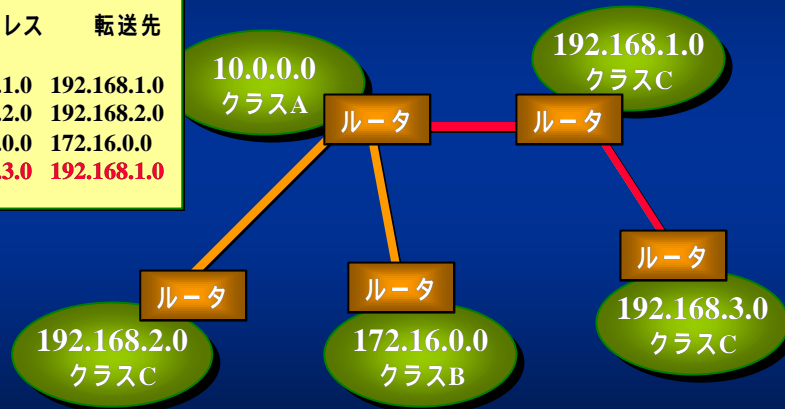 レス 転送先
.1.0 192.168.1.0
.2.0 192.168.2.0
.0.0 172.16.0.0
.3.0 192.168.1.0
10.0.0.0
クラスA
ルータ
192.168.1.0
クラスC
ルータ
ルータ
192.168.2.0
クラスC
ルータ
172.16.0.0
クラスB
ルータ
192.168.3.0
クラスC